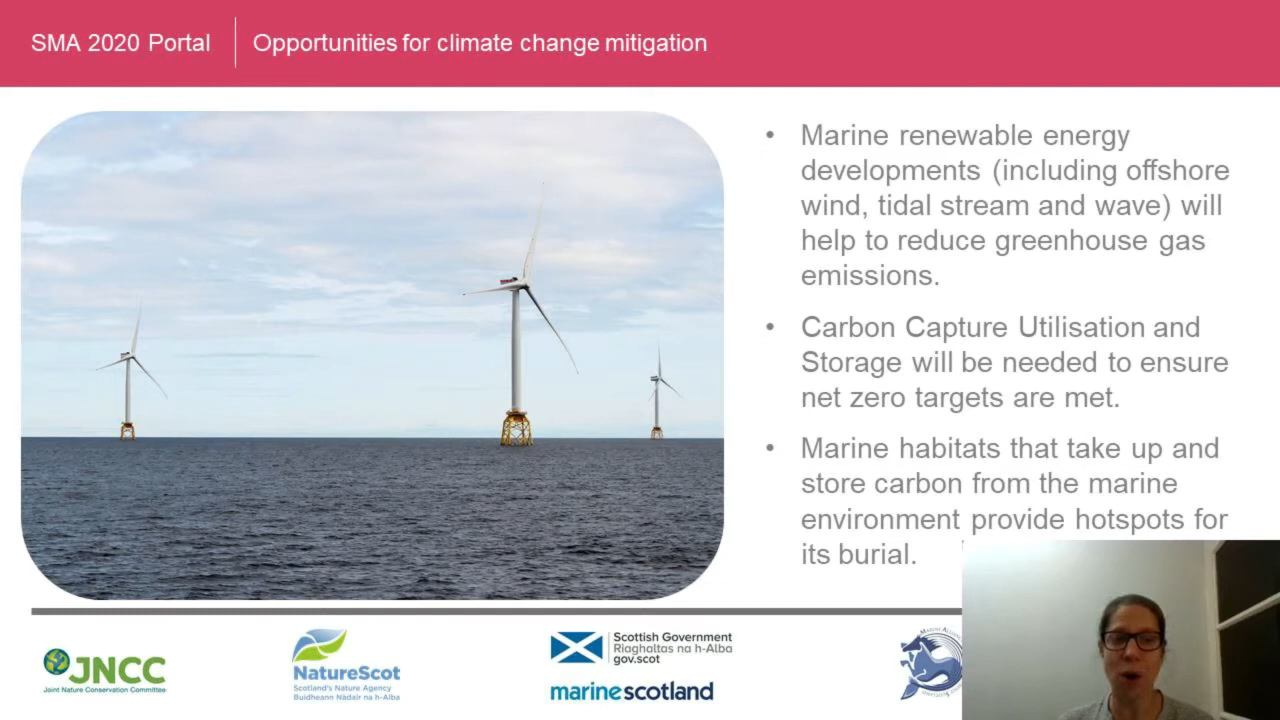 SMA 2020 Portal
Opportunities for climate change mitigation
• Marine renewable energy
developments (including offshore
wind, tidal stream and wave) will
help to reduce greenhouse gas
emissions.
• Carbon Capture Utilisation and
Storage will be needed to ensure
net zero targets are met.
• Marine habitats that take up and
store carbon from the marine
environment provide hotspots for
its burial.
JNCC
Joint Nature Conservation Committee
NatureScot
Scotland's Nature Agency
Buidheann Nàdair na h-Alba
Scottish Government
Riaghaltas na h-Alba
gov.scot
marinescotland